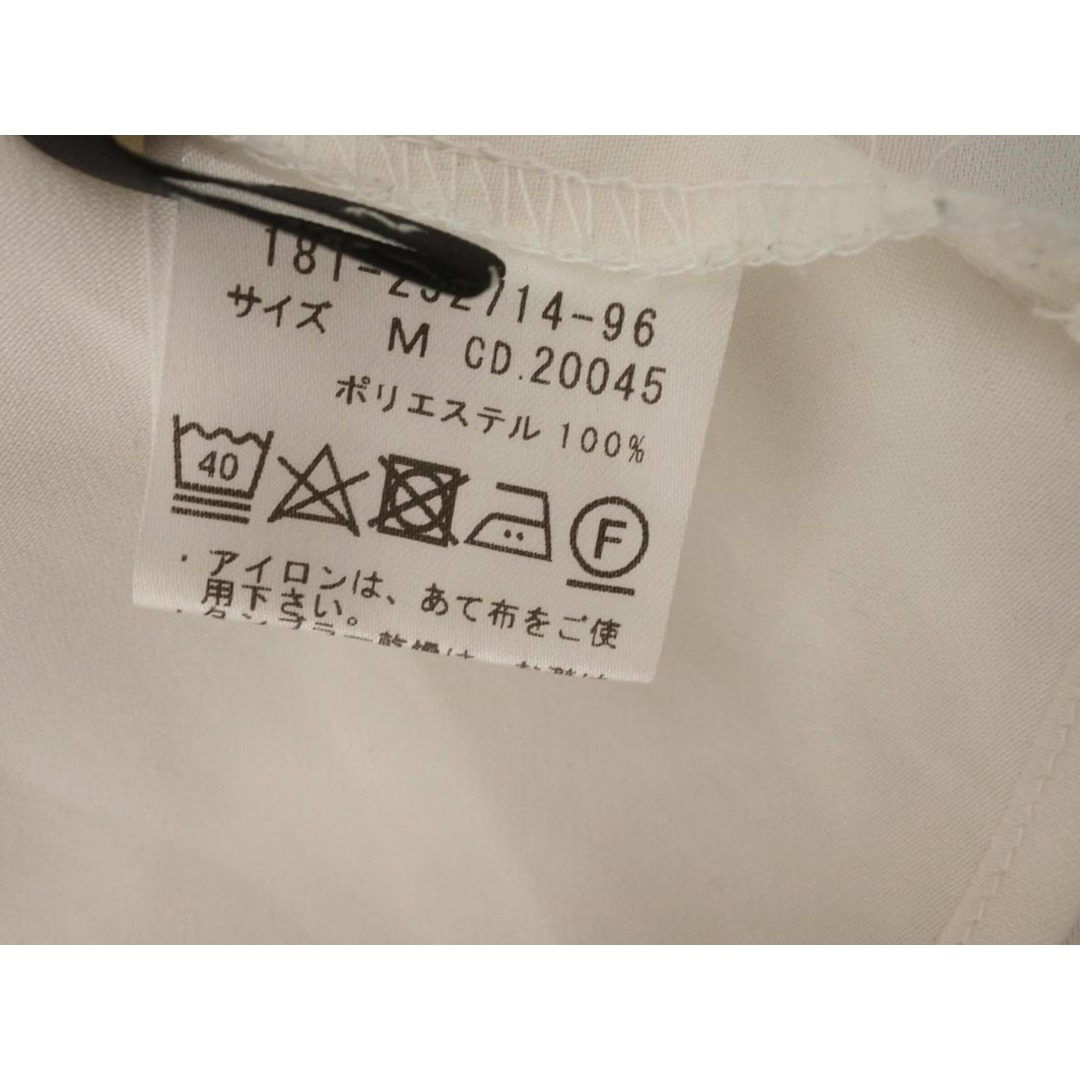 サイズ M CD.20045
ポリエステル 100%
40
F
・アイロンは、あて布をご使
用下さい。